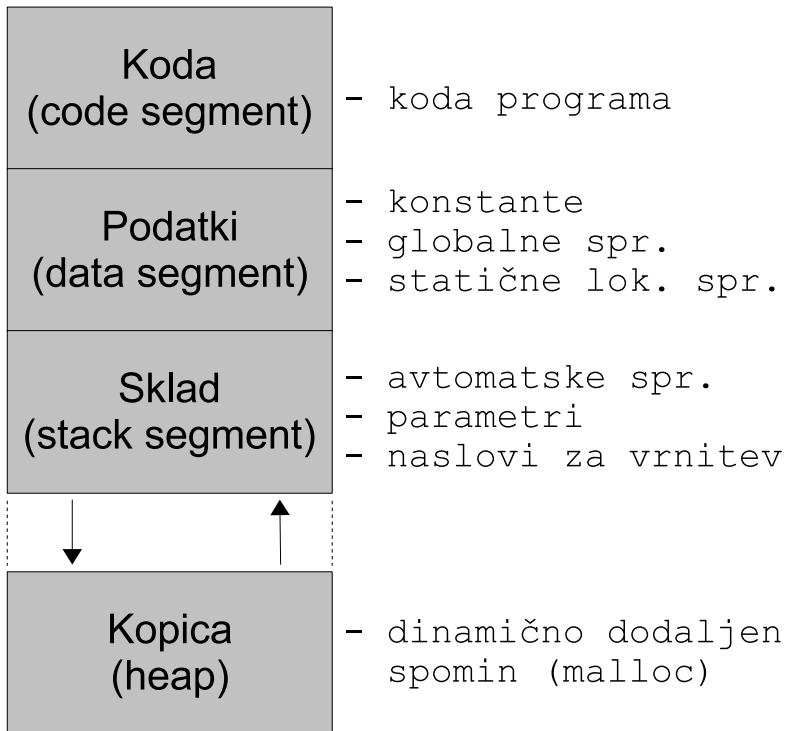 Koda
(code segment)
- koda programa
Podatki
(data segment)
- konstante
- globalne spr.
- statične lok. spr.
Sklad
(stack segment)
- avtomatske spr.
- parametri
- naslovi za vrnitev
Kopica
(heap)
- dinamično dodaljen
spomin (malloc)